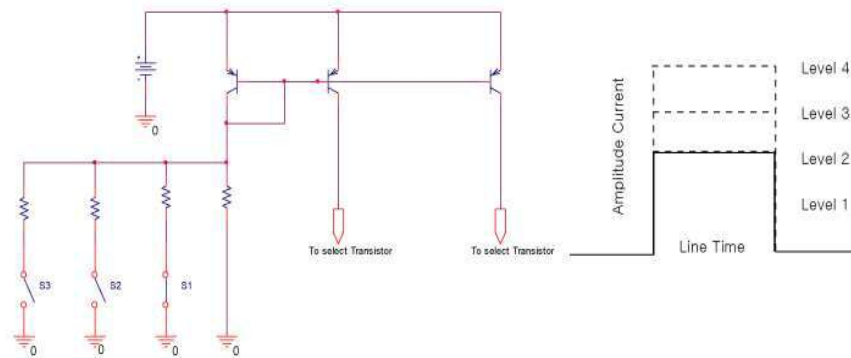 0
S3
S2
S1
0
0
0
0
To select Transistor
To select Transistor
Amplitude Current
Level 4
Level 3
Level 2
Level 1
Line Time